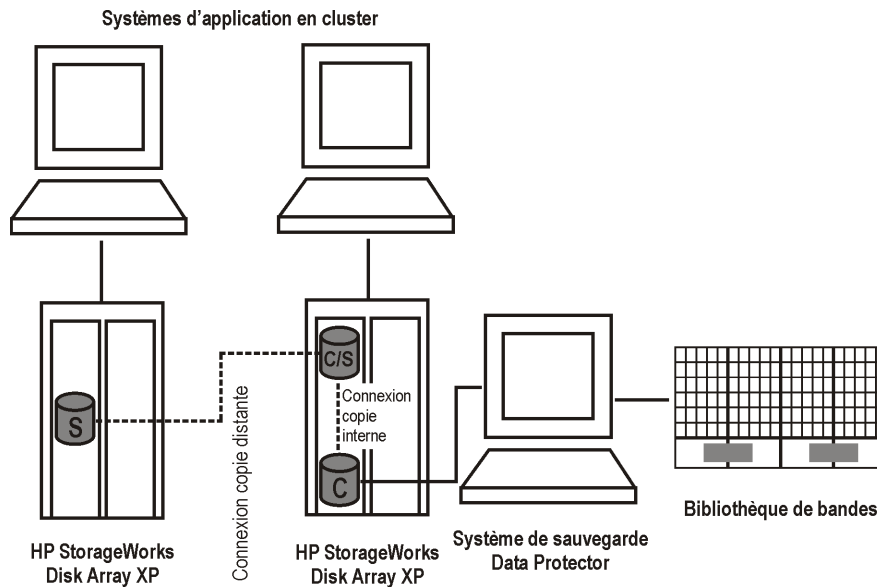 Systèmes d'application en cluster
C/S
Connexion
copie
interne
S
C
Connexion copie distante
HP StorageWorks
Disk Array XP
HP StorageWorks
Disk Array XP
Système de sauvegarde
Data Protector
Bibliothèque de bandes